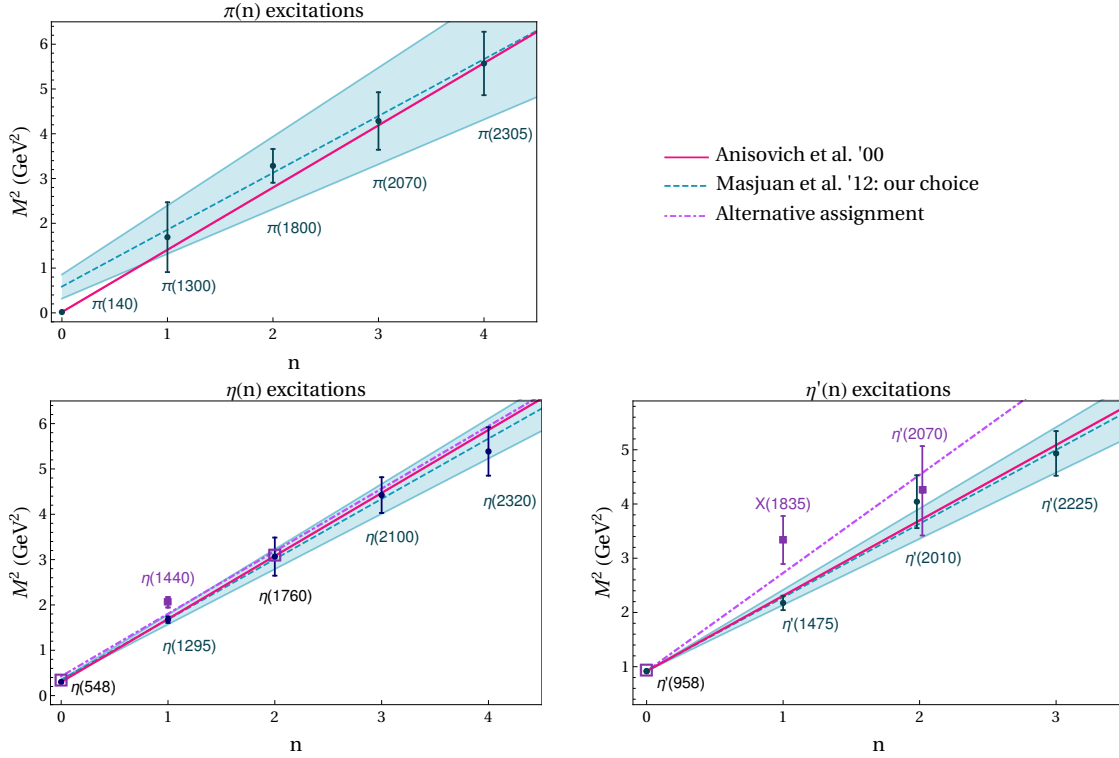 π(n) excitations
M² (GeV²)
6
5
4
3
2
1
0
π(140)
π(1300)
π(1800)
π(2070)
π(2305)
0 1 2 3 4
n
Anisovich et al. '00
Masjuan et al. '12: our choice
Alternative assignment
η(n) excitations
M² (GeV²)
6
5
4
3
2
1
0
η(548)
η(1440)
η(1295)
η(1760)
η(2100)
η(2320)
0 1 2 3 4
n
η'(n) excitations
M² (GeV²)
5
4
3
2
1
η'(958)
X(1835)
η'(1475)
η'(2070)
η'(2010)
η'(2225)
0 1 2 3
n